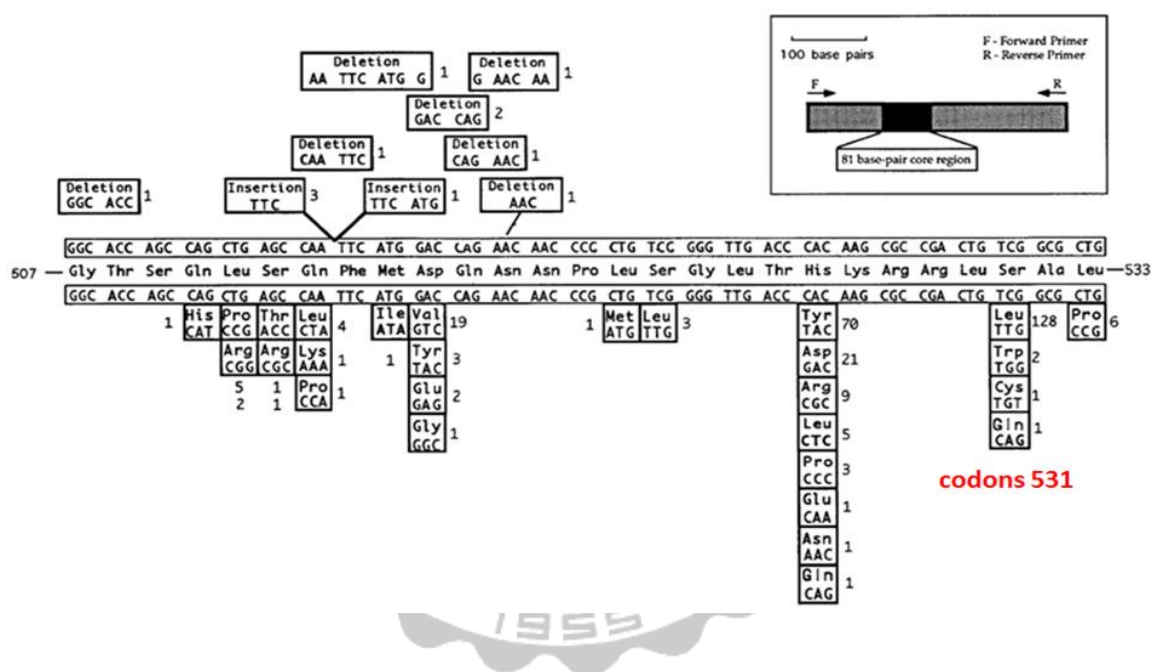 F - Forward Primer
R - Reverse Primer
100 base pairs
F
R
81 base-pair core region
Deletion
AA TTC ATG G 1
Deletion
G AAC AA 1
Deletion
GAC CAG 2
Deletion
CAA TTC 1
Deletion
CAG AAC 1
Deletion
GGC ACC 1
Insertion
TTC 3
Insertion
TTC ATG 1
Deletion
AAC 1
GGC ACC AGC CAG CTG AGC CAA TTC ATG GAC CAG AAC AAC CCC CTG TCG GGG TTG ACC CAC AAG CGC CGA CTG TCG GCG CTG
507 Gly Thr Ser Gln Leu Ser Gln Phe Met Asp Gln Asn Asn Pro Leu Ser Gly Leu Thr His Lys Arg Arg Leu Ser Ala Leu 533
GGC ACC AGC CAG CTG AGC CAA TTC ATG GAC CAG AAC AAC CCG CTG TCG GGG TTG ACC CAC AAG CGC CGA CTG TCG GCG CTG
1 His Pro Thr Leu 4 Ile Val 19 1 Met Leu 3 Tyr 70 Leu 128 Pro 6
CAT CCG ACC CTA ATA GTC ATG TTG TAC TTG CCG
Arg Arg Lys 1 1 Tyr 3 Asp 21 Trp 2
CGG CGC AAA TAC GAC TGG
5 1 Pro 1 Glu 2 Arg 9 Cys 1
2 1 CCA GAG CGC TGT
Gly 1 Leu 5 Gln 1
GGC CTC CAG
Pro 3
CCC
codons 531
Glu 1
CAA
Asn 1
AAC
Gln 1
CAG
1955